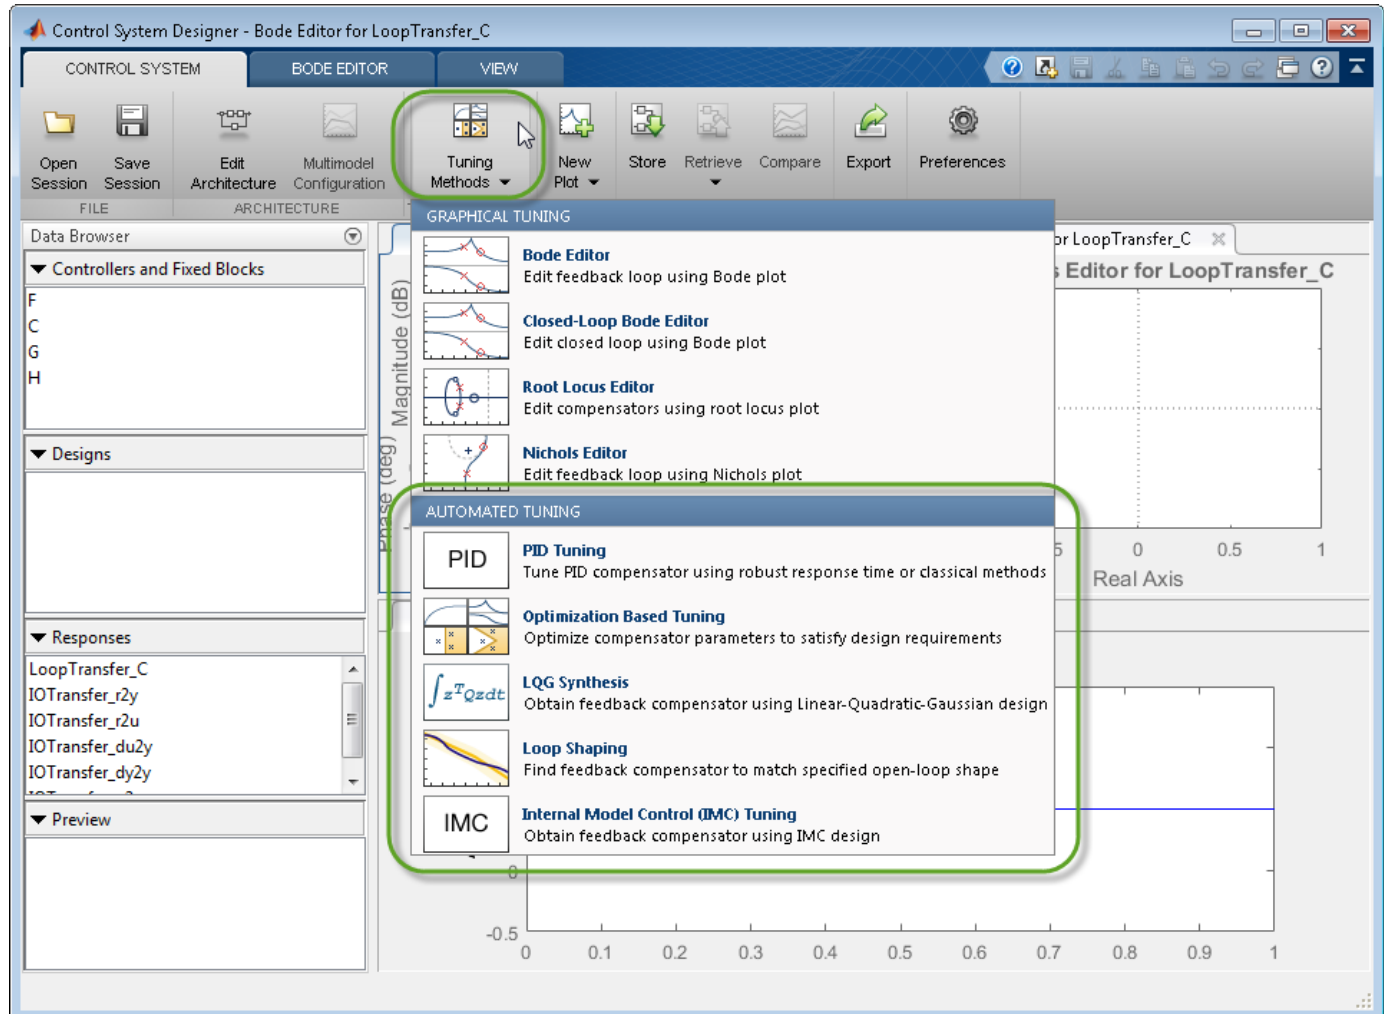 Control System Designer - Bode Editor for LoopTransfer_C
CONTROL SYSTEM
BODE EDITOR
VIEW
Open Session
Save Session
Edit Architecture
Multimodel Configuration
Tuning Methods
New Plot
Store
Retrieve
Compare
Export
Preferences
FILE
ARCHITECTURE
Data Browser
Controllers and Fixed Blocks
F
C
G
H
Designs
Responses
LoopTransfer_C
IOTransfer_r2y
IOTransfer_r2u
IOTransfer_du2y
IOTransfer_dy2y
Preview
GRAPHICAL TUNING
Bode Editor
Edit feedback loop using Bode plot
Closed-Loop Bode Editor
Edit closed loop using Bode plot
Root Locus Editor
Edit compensators using root locus plot
Nichols Editor
Edit feedback loop using Nichols plot
AUTOMATED TUNING
PID
PID Tuning
Tune PID compensator using robust response time or classical methods
Optimization Based Tuning
Optimize compensator parameters to satisfy design requirements
∫zᵀQzdt
LQG Synthesis
Obtain feedback compensator using Linear-Quadratic-Gaussian design
Loop Shaping
Find feedback compensator to match specified open-loop shape
IMC
Internal Model Control (IMC) Tuning
Obtain feedback compensator using IMC design
Magnitude (dB)
Phase (deg)
or LoopTransfer_C
Editor for LoopTransfer_C
5 0 0.5 1
Real Axis
0
-0.5
0 0.1 0.2 0.3 0.4 0.5 0.6 0.7 0.8 0.9 1